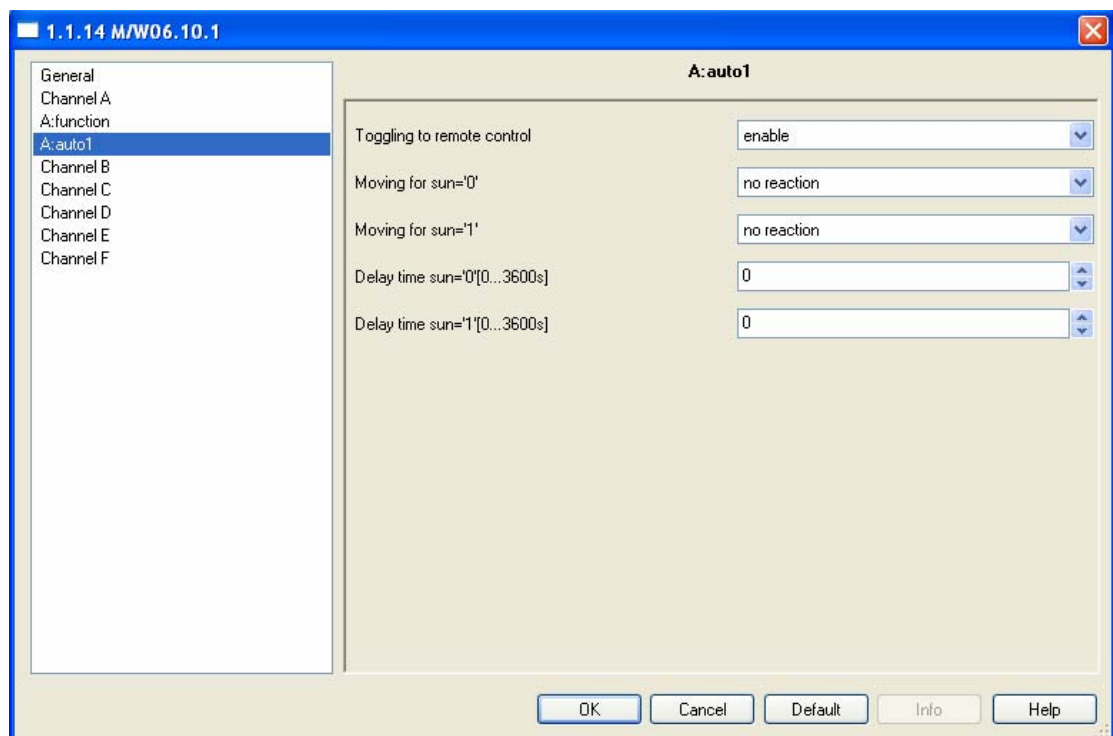 1.1.14 M/W06.10.1
General
Channel A
A:function
A:auto1
Channel B
Channel C
Channel D
Channel E
Channel F
A:auto1
Toggling to remote control
enable
Moving for sun='0'
no reaction
Moving for sun='1'
no reaction
Delay time sun='0'[0...3600s]
0
Delay time sun='1'[0...3600s]
0
OK
Cancel
Default
Info
Help